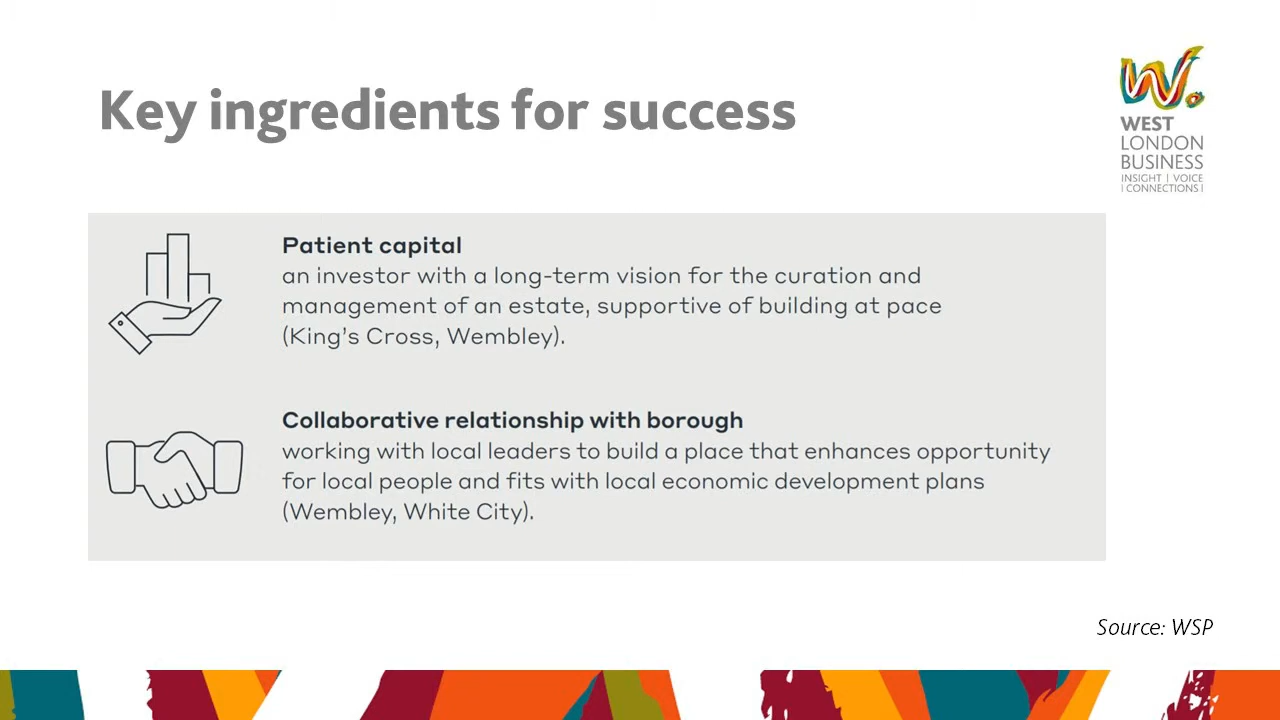 Key ingredients for success
WEST
LONDON
BUSINESS
INSIGHT | VOICE
| CONNECTIONS |
Patient capital
an investor with a long-term vision for the curation and
management of an estate, supportive of building at pace
(King’s Cross, Wembley).
Collaborative relationship with borough
working with local leaders to build a place that enhances opportunity
for local people and fits with local economic development plans
(Wembley, White City).
Source: WSP